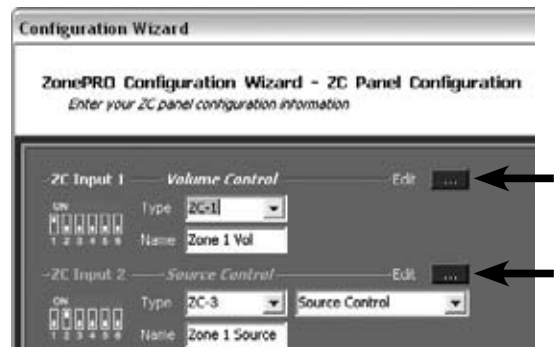 Configuration Wizard
ZonePRO Configuration Wizard - ZC Panel Configuration
Enter your ZC panel configuration information
ZC Input 1 Volume Control Edit ...
ON
Type ZC-1
1 2 3 4 5 6
Name Zone 1 Vol
ZC Input 2 Source Control Edit ...
ON
Type ZC-3 Source Control
1 2 3 4 5 6
Name Zone 1 Source